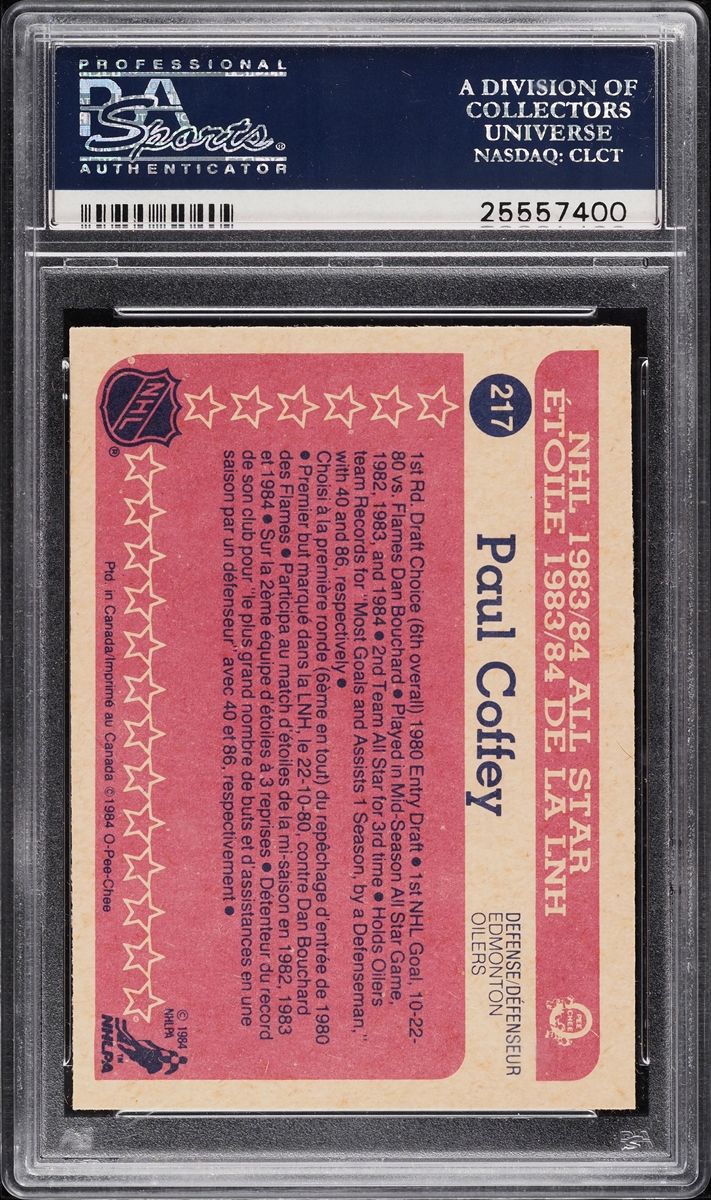 PROFESSIONAL
PSA
Sports®
AUTHENTICATOR
A DIVISION OF
COLLECTORS
UNIVERSE
NASDAQ: CLCT
25557400
NHL 1983/84 ALL STAR
ÉTOILE 1983/84 DE LA LNH
O PEE CHEE
217
Paul Coffey
DEFENSE/DÉFENSEUR
EDMONTON
OILERS
1st Rd. Draft Choice (6th overall) 1980 Entry Draft • 1st NHL Goal, 10-22-
80 vs. Flames Dan Bouchard • Played in Mid-Season All Star Game,
1982, 1983, and 1984 • 2nd Team All Star for 3rd time • Holds Oilers
team Records for "Most Goals and Assists 1 Season, by a Defenseman,"
with 40 and 86, respectively •
Choisi à la première ronde (6ème en tout) du repêchage d'entrée de 1980
• Premier but marqué dans la LNH, le 22-10-80, contre Dan Bouchard
des Flames • Participa au match d'étoiles de la mi-saison en 1982, 1983
et 1984 • Sur la 2ème équipe d'étoiles à 3 reprises • Détenteur du record
de son club pour "le plus grand nombre de buts et d'assistances en une
saison par un défenseur" avec 40 et 86, respectivement •
NHL®
Ptd. in Canada/Imprimé au Canada ©1984 O-Pee-Chee
© 1984
NHLPA
NHLPA™
PSA